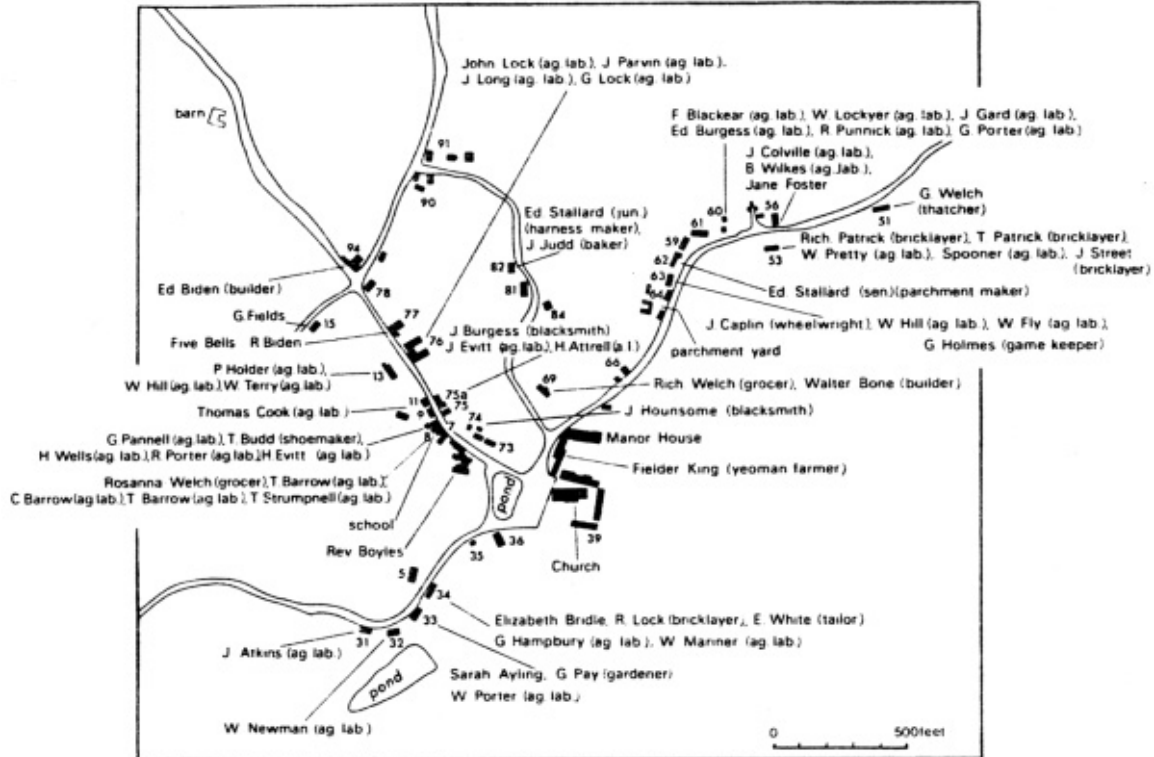 John Lock (ag. lab.), J Parvin (ag lab.).
J Long (ag. lab.), G Lock (ag lab)
F Blackear (ag. lab.), W. Lockyer (ag. lab.), J Gard (ag lab),
Ed Burgess (ag lab.), R Punnick (ag lab), G. Porter (ag lab)
barn
J Colville (ag. lab.),
B Wilkes (ag. lab.),
Jane Foster
G. Welch
(thatcher)
91
90
Ed Stallard (jun.)
(harness maker)
J Judd (baker)
60
56
51
61
59
53
Rich. Patrick (bricklayer), T Patrick (bricklayer),
W Pretty (ag lab.), Spooner (ag. lab.), J Street
(bricklayer)
94
82
62
63
64
Ed Biden (builder)
78
81
Ed. Stallard (sen)(parchment maker)
G. Fields
15
77
84
J Burgess (blacksmith)
J Evitt (ag lab.), H. Attrell (a l.)
J Caplin (wheelwright), W Hill (ag lab), W Fly (ag lab.),
G Holmes (game keeper)
Five Bells R Biden
76
parchment yard
P Holder (ag lab),
W Hill (ag lab), W. Terry (ag lab)
13
66
69
Rich Welch (grocer), Walter Bone (builder)
Thomas Cook (ag lab)
11
75a
75
74
J Hounsome (blacksmith)
G Pannell (ag lab), T. Budd (shoemaker),
H Wells (ag lab), R Porter (ag lab), H Evitt (ag lab)
7
8
73
Manor House
Fielder King (yeoman farmer)
Rosanna Welch (grocer), T Barrow (ag lab),
C Barrow (ag lab), T Barrow (ag lab), T Strumpnell (ag lab)
pond
school
39
Rev Boyles
35
36
Church
5
34
Elizabeth Bridle, R. Lock (bricklayer), E. White (tailor)
G Hampbury (ag lab.), W Mariner (ag. lab.)
33
31
32
J Atkins (ag lab.)
Sarah Ayling, G Pay (gardener)
W Porter (ag lab.)
pond
W Newman (ag lab)
0 500 feet